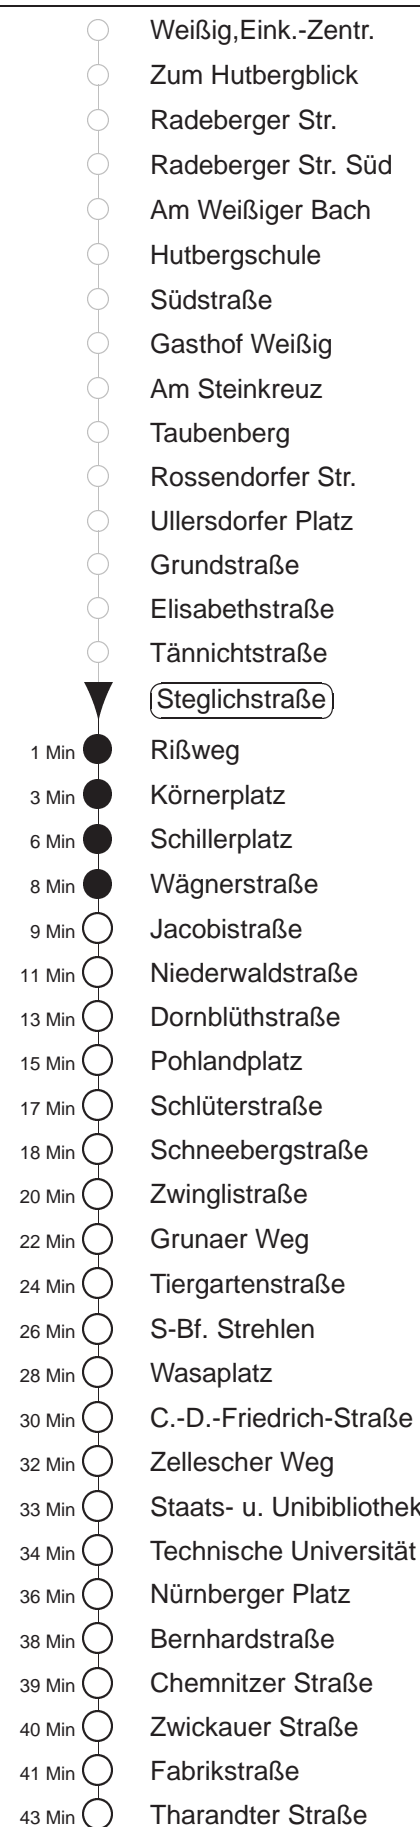 Weißig,Eink.-Zentr.
Zum Hutbergblick
Radeberger Str.
Radeberger Str. Süd
Am Weißiger Bach
Hutbergschule
Südstraße
Gasthof Weißig
Am Steinkreuz
Taubenberg
Rossendorfer Str.
Ullersdorfer Platz
Grundstraße
Elisabethstraße
Tännichtstraße
Steglichstraße
1 Min Rißweg
3 Min Körnerplatz
6 Min Schillerplatz
8 Min Wägnerstraße
9 Min Jacobistraße
11 Min Niederwaldstraße
13 Min Dornblüthstraße
15 Min Pohlandplatz
17 Min Schlüterstraße
18 Min Schneebergstraße
20 Min Zwinglistraße
22 Min Grunaer Weg
24 Min Tiergartenstraße
26 Min S-Bf. Strehlen
28 Min Wasaplatz
30 Min C.-D.-Friedrich-Straße
32 Min Zellescher Weg
33 Min Staats- u. Unibibliothek
34 Min Technische Universität
36 Min Nürnberger Platz
38 Min Bernhardstraße
39 Min Chemnitzer Straße
40 Min Zwickauer Straße
41 Min Fabrikstraße
43 Min Tharandter Straße